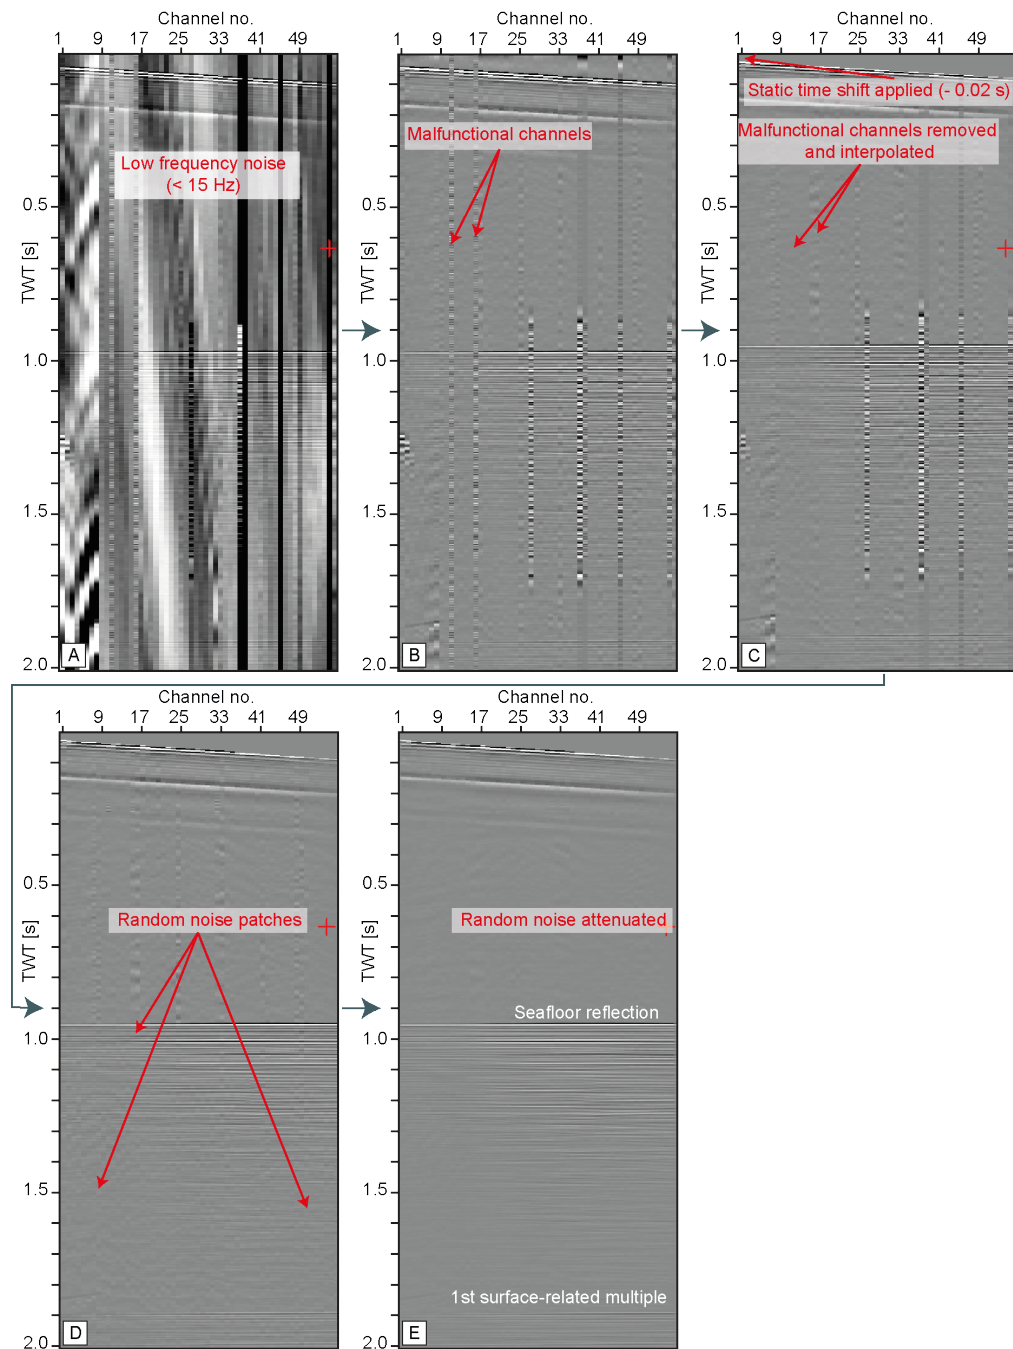 Channel no.
1 9 17 25 33 41 49
Channel no.
1 9 17 25 33 41 49
Channel no.
1 9 17 25 33 41 49
TWT [s]
0.5
1.0
1.5
2.0
Low frequency noise
(< 15 Hz)
A
TWT [s]
0.5
1.0
1.5
2.0
Malfunctional channels
B
TWT [s]
0.5
1.0
1.5
2.0
Static time shift applied (- 0.02 s)
Malfunctional channels removed
and interpolated
C
Channel no.
1 9 17 25 33 41 49
Channel no.
1 9 17 25 33 41 49
TWT [s]
0.5
1.0
1.5
2.0
Random noise patches
D
TWT [s]
0.5
1.0
1.5
2.0
Random noise attenuated
Seafloor reflection
1st surface-related multiple
E